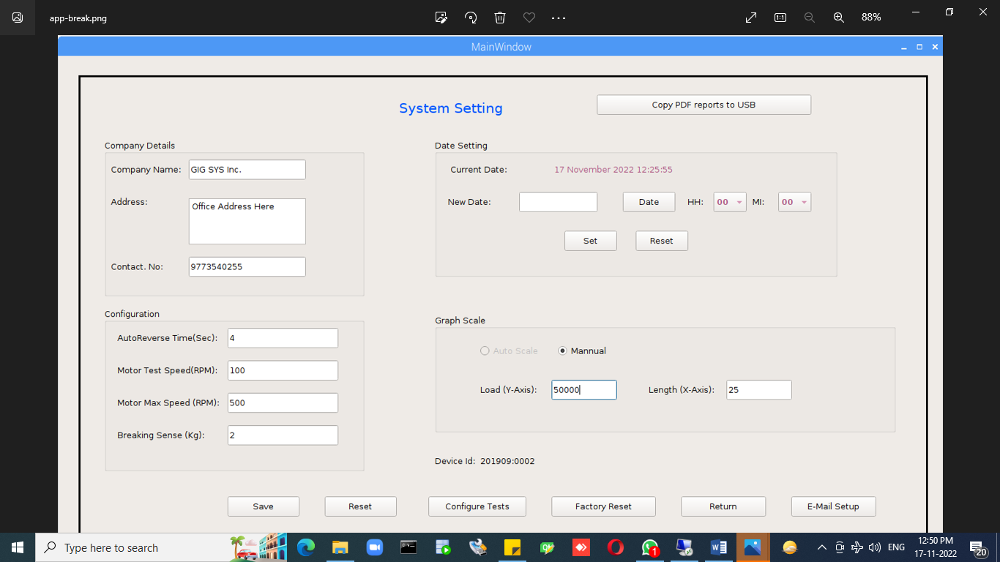 app-break.png
88%
MainWindow
System Setting
Copy PDF reports to USB
Company Details
Company Name: GIG SYS Inc.
Address: Office Address Here
Contact. No: 9773540255
Date Setting
Current Date: 17 November 2022 12:25:55
New Date: Date HH: 00 MI: 00
Set Reset
Configuration
AutoReverse Time(Sec): 4
Motor Test Speed(RPM): 100
Motor Max Speed (RPM): 500
Breaking Sense (Kg): 2
Graph Scale
Auto Scale Mannual
Load (Y-Axis): 50000 Length (X-Axis): 25
Device Id: 201909:0002
Save Reset Configure Tests Factory Reset Return E-Mail Setup
Type here to search
1
ENG
12:50 PM
17-11-2022
20